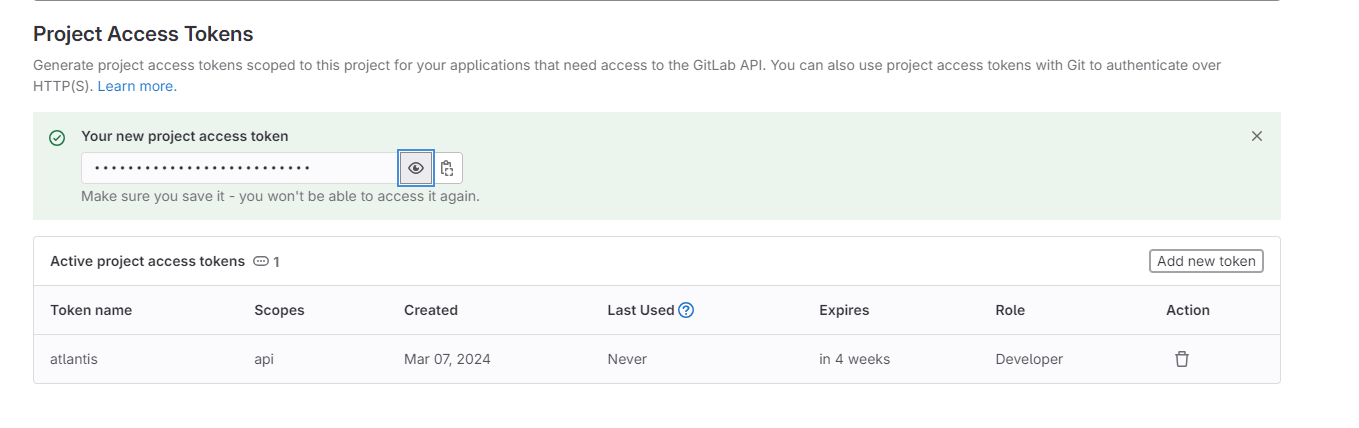 Project Access Tokens
Generate project access tokens scoped to this project for your applications that need access to the GitLab API. You can also use project access tokens with Git to authenticate over
HTTP(S). Learn more.
Your new project access token
Make sure you save it - you won't be able to access it again.
Active project access tokens 1 Add new token
Token name Scopes Created Last Used Expires Role Action
atlantis api Mar 07, 2024 Never in 4 weeks Developer